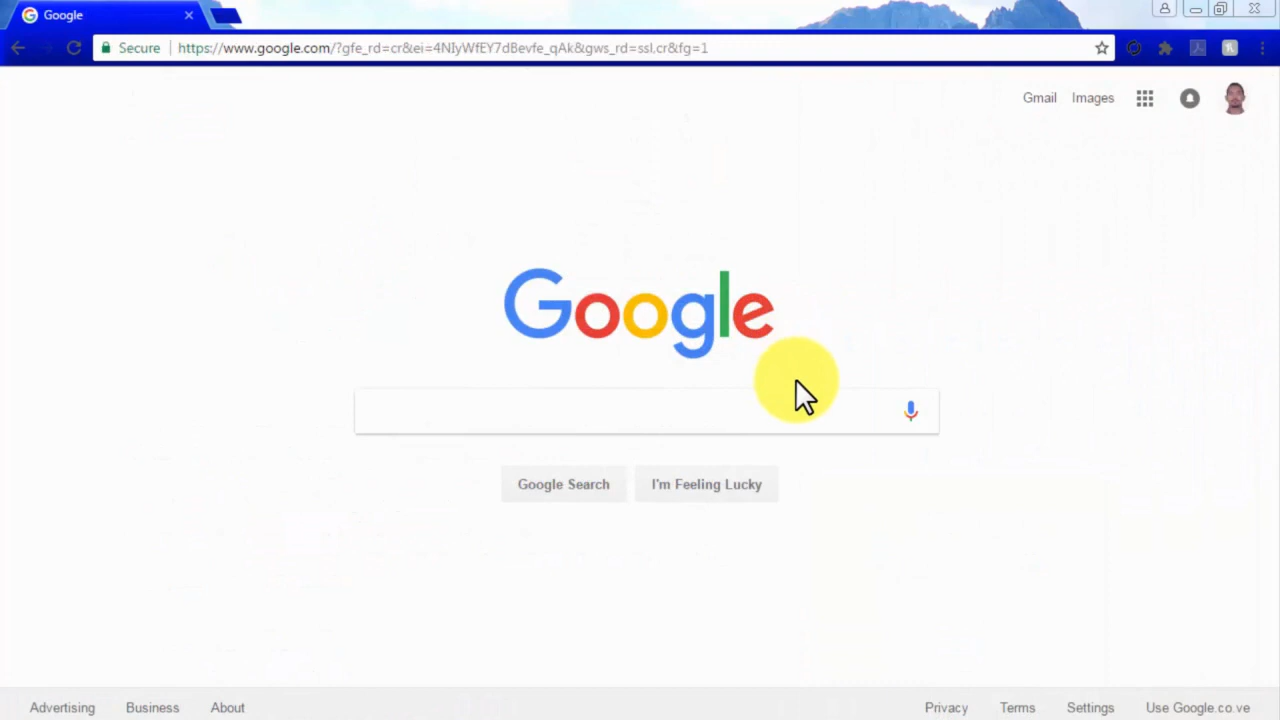 Google
Secure https://www.google.com/?gfe_rd=cr&ei=4NIyWfEY7dBevfe_qAk&gws_rd=ssl,cr&fg=1
Gmail Images
Google
Google Search I'm Feeling Lucky
Advertising Business About Privacy Terms Settings Use Google.co.ve